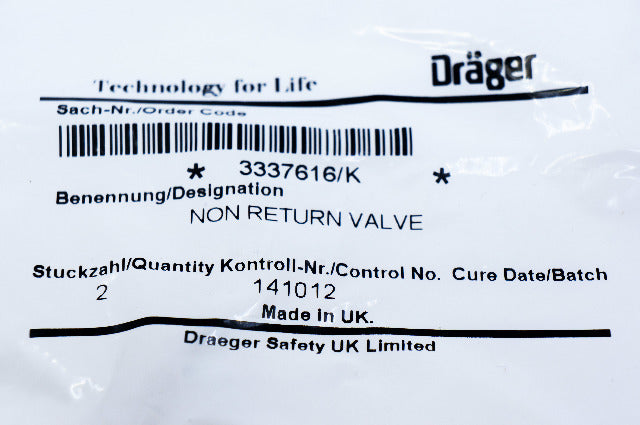 Technology for Life Dräger
Sach-Nr./Order Code
* 3337616/K *
Benennung/Designation
NON RETURN VALVE
Stuckzahl/Quantity Kontroll-Nr./Control No. Cure Date/Batch
2 141012
Made in UK.
Draeger Safety UK Limited